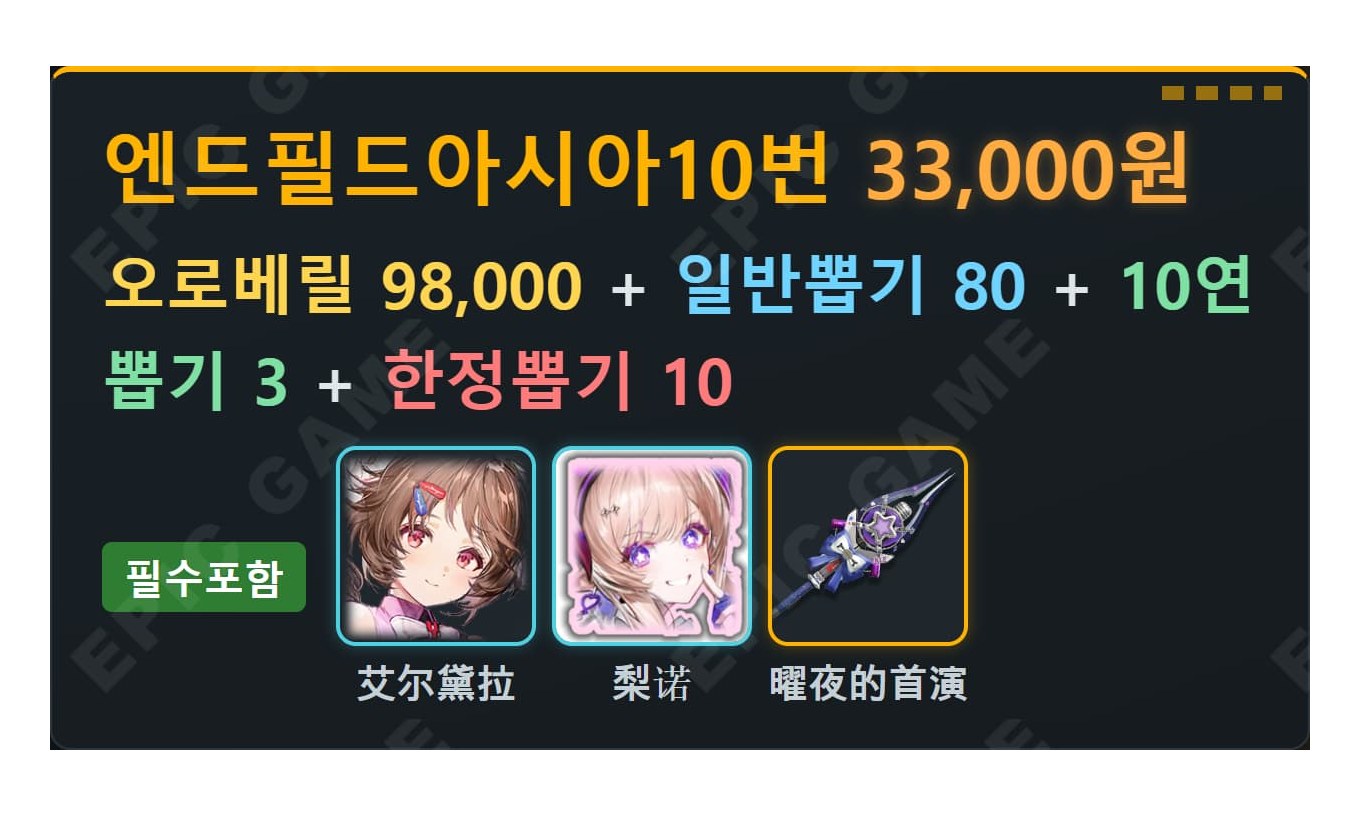 엔드필드아시아10번 33,000원
오로베릴 98,000 + 일반뽑기 80 + 10연
뽑기 3 + 한정뽑기 10
필수포함
艾尔黛拉 梨诺 曜夜的首演
EPIC GAME